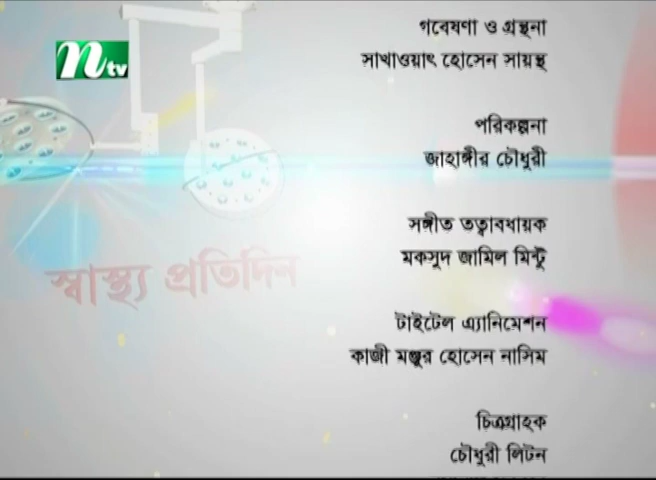 ntv
গবেষণা ও গ্রন্থনা
সাখাওয়াৎ হোসেন সায়ন্থ
পরিকল্পনা
জাহাঙ্গীর চৌধুরী
সঙ্গীত তত্বাবধায়ক
মকসুদ জামিল মিন্টু
স্বাস্থ্য প্রতিদিন
টাইটেল এ্যানিমেশন
কাজী মঞ্জুর হোসেন নাসিম
চিত্রগ্রাহক
চৌধুরী লিটন